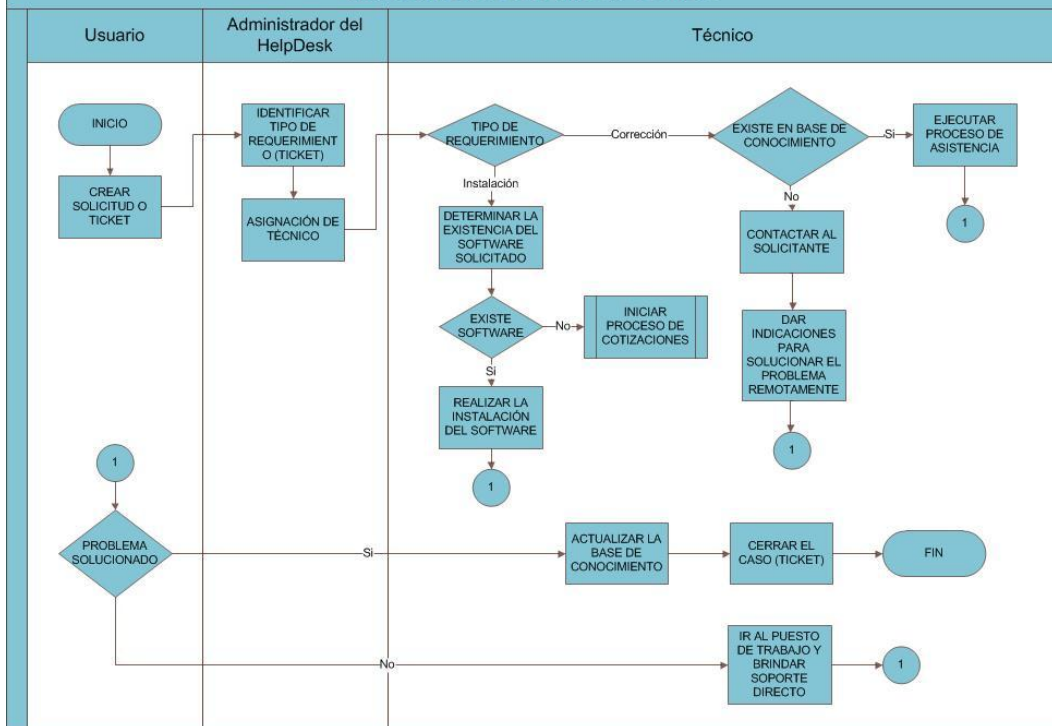 Usuario
Administrador del
HelpDesk
Técnico
INICIO
CREAR
SOLICITUD O
TICKET
IDENTIFICAR
TIPO DE
REQUERIMIENT
O (TICKET)
ASIGNACIÓN DE
TÉCNICO
TIPO DE
REQUERIMIENTO
Corrección
EXISTE EN BASE DE
CONOCIMIENTO
Si
EJECUTAR
PROCESO DE
ASISTENCIA
1
Instalación
DETERMINAR LA
EXISTENCIA DEL
SOFTWARE
SOLICITADO
No
CONTACTAR AL
SOLICITANTE
EXISTE
SOFTWARE
No
INICIAR
PROCESO DE
COTIZACIONES
DAR
INDICACIONES
PARA
SOLUCIONAR EL
PROBLEMA
REMOTAMENTE
Si
REALIZAR LA
INSTALACIÓN
DEL SOFTWARE
1
1
1
PROBLEMA
SOLUCIONADO
Si
ACTUALIZAR LA
BASE DE
CONOCIMIENTO
CERRAR EL
CASO (TICKET)
FIN
No
IR AL PUESTO
DE TRABAJO Y
BRINDAR
SOPORTE
DIRECTO
1